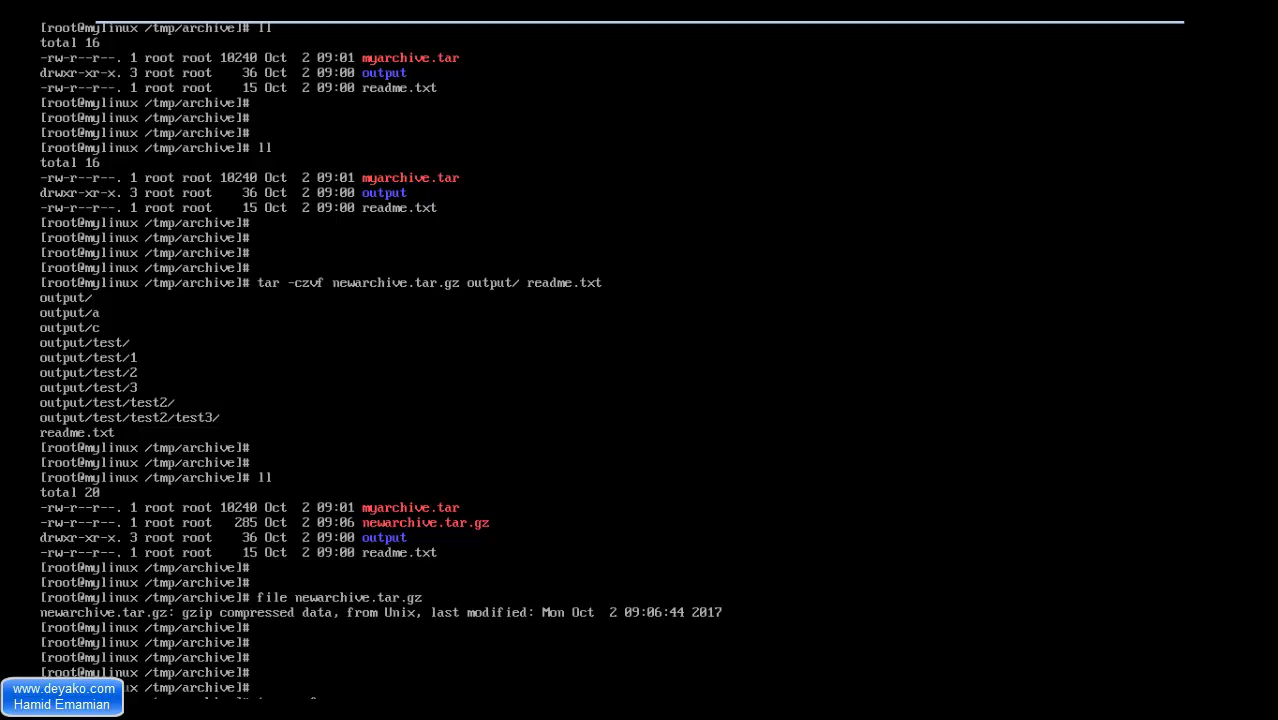 [root@mylinux /tmp/archive]# ll
total 16
-rw-r--r--. 1 root root 10240 Oct  2 09:01 myarchive.tar
drwxr-xr-x. 3 root root    36 Oct  2 09:00 output
-rw-r--r--. 1 root root    15 Oct  2 09:00 readme.txt
[root@mylinux /tmp/archive]#
[root@mylinux /tmp/archive]#
[root@mylinux /tmp/archive]#
[root@mylinux /tmp/archive]# ll
total 16
-rw-r--r--. 1 root root 10240 Oct  2 09:01 myarchive.tar
drwxr-xr-x. 3 root root    36 Oct  2 09:00 output
-rw-r--r--. 1 root root    15 Oct  2 09:00 readme.txt
[root@mylinux /tmp/archive]#
[root@mylinux /tmp/archive]#
[root@mylinux /tmp/archive]#
[root@mylinux /tmp/archive]#
[root@mylinux /tmp/archive]# tar -czvf newarchive.tar.gz output/ readme.txt
output/
output/a
output/c
output/test/
output/test/1
output/test/2
output/test/3
output/test/test2/
output/test/test2/test3/
readme.txt
[root@mylinux /tmp/archive]#
[root@mylinux /tmp/archive]#
[root@mylinux /tmp/archive]# ll
total 20
-rw-r--r--. 1 root root 10240 Oct  2 09:01 myarchive.tar
-rw-r--r--. 1 root root   285 Oct  2 09:06 newarchive.tar.gz
drwxr-xr-x. 3 root root    36 Oct  2 09:00 output
-rw-r--r--. 1 root root    15 Oct  2 09:00 readme.txt
[root@mylinux /tmp/archive]#
[root@mylinux /tmp/archive]#
[root@mylinux /tmp/archive]# file newarchive.tar.gz
newarchive.tar.gz: gzip compressed data, from Unix, last modified: Mon Oct  2 09:06:44 2017
[root@mylinux /tmp/archive]#
[root@mylinux /tmp/archive]#
[root@mylinux /tmp/archive]#
[root@mylinux /tmp/archive]#
/tmp/archive]#
www.deyako.com
Hamid Emamian